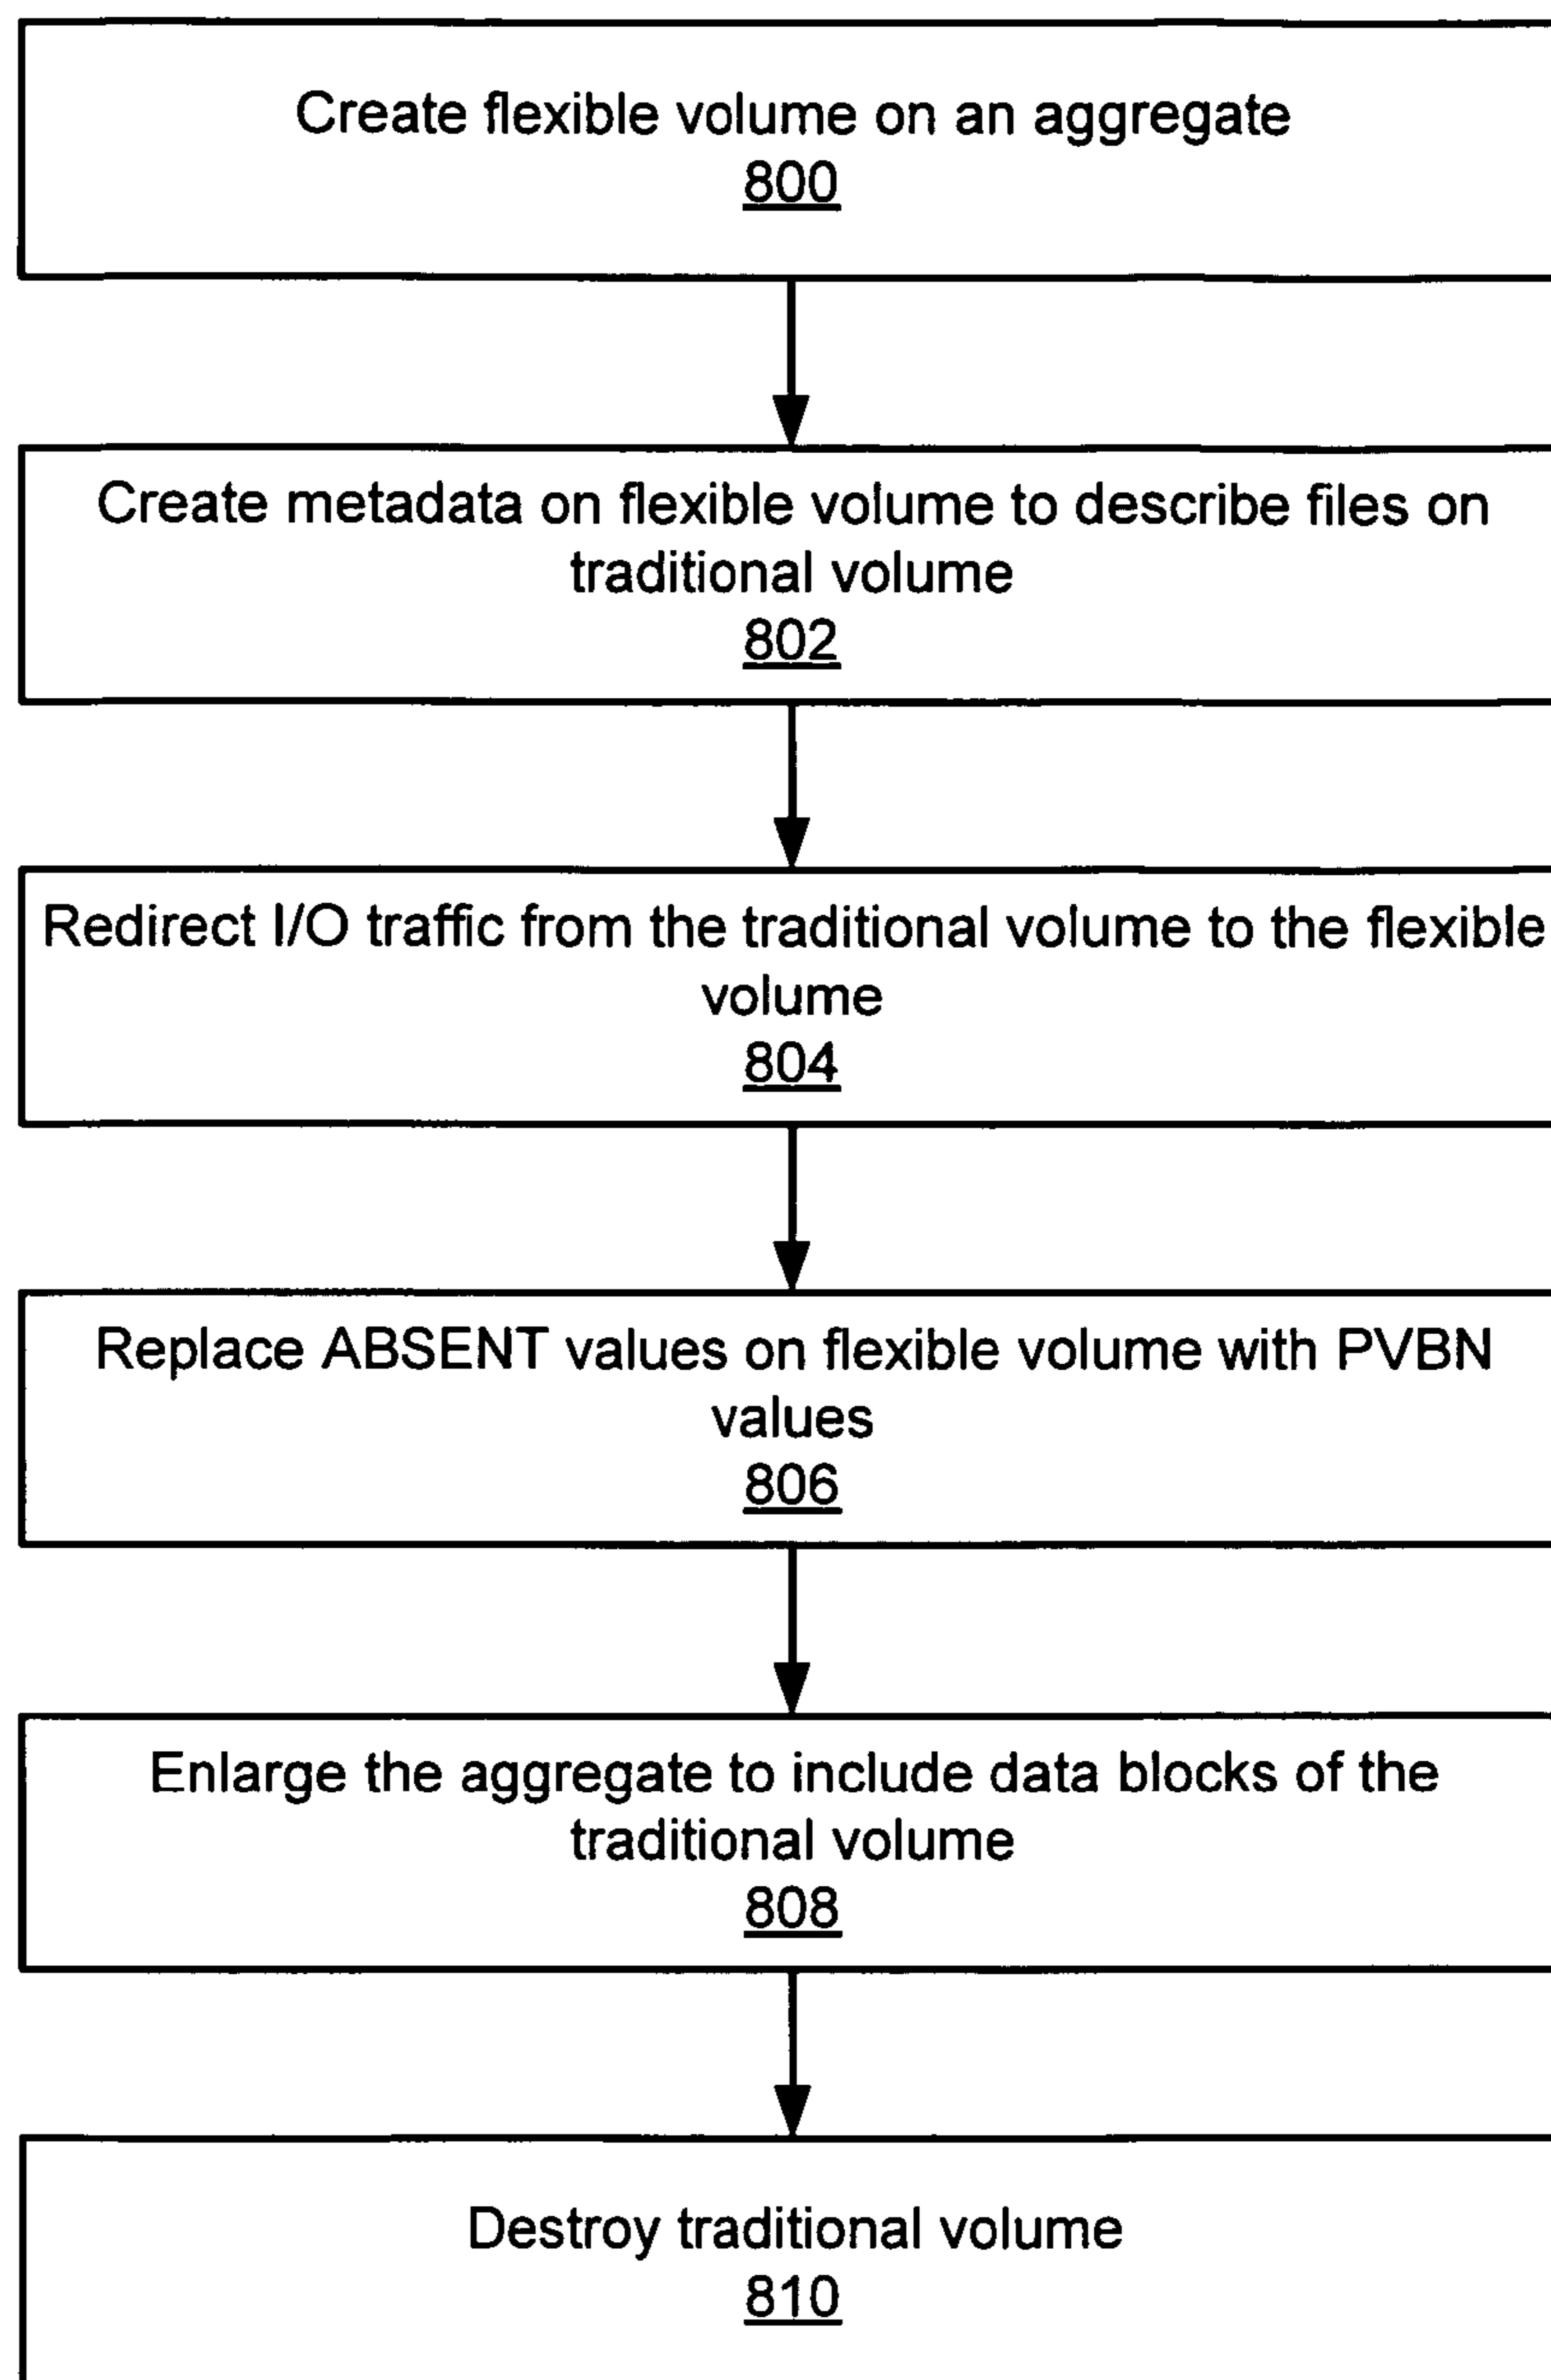 Create flexible volume on an aggregate
800
Create metadata on flexible volume to describe files on
traditional volume
802
Redirect I/O traffic from the traditional volume to the flexible
volume
804
Replace ABSENT values on flexible volume with PVBN
values
806
Enlarge the aggregate to include data blocks of the
traditional volume
808
Destroy traditional volume
810